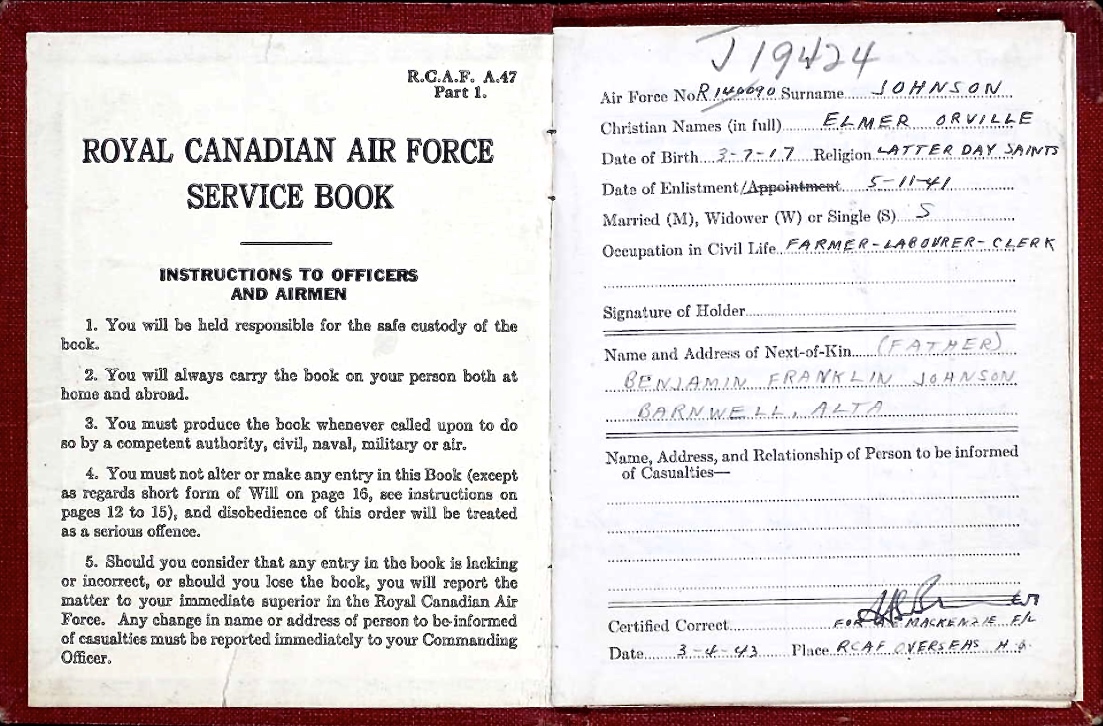 R.C.A.F. A.47
Part 1.
ROYAL CANADIAN AIR FORCE
SERVICE BOOK
INSTRUCTIONS TO OFFICERS
AND AIRMEN
1. You will be held responsible for the safe custody of the
book.
2. You will always carry the book on your person both at
home and abroad.
3. You must produce the book whenever called upon to do
so by a competent authority, civil, naval, military or air.
4. You must not alter or make any entry in this Book (except
as regards short form of Will on page 16, see instructions on
pages 12 to 15), and disobedience of this order will be treated
as a serious offence.
5. Should you consider that any entry in the book is lacking
or incorrect, or should you lose the book, you will report the
matter to your immediate superior in the Royal Canadian Air
Force. Any change in name or address of person to be informed
of casualties must be reported immediately to your Commanding
Officer.
J19424
Air Force No R140090 Surname JOHNSON
Christian Names (in full) ELMER ORVILLE
Date of Birth 3-7-17 Religion LATTER DAY SAINTS
Date of Enlistment/Appointment 5-11-41
Married (M), Widower (W) or Single (S) S
Occupation in Civil Life FARMER-LABOURER-CLERK
Signature of Holder
Name and Address of Next-of-Kin (FATHER)
BENJAMIN FRANKLIN JOHNSON
BARNWELL, ALTA
Name, Address, and Relationship of Person to be informed
of Casualties—
Certified Correct FOR MACKENZIE F/L
Date 3-4-43 Place RCAF OVERSEAS H.Q.